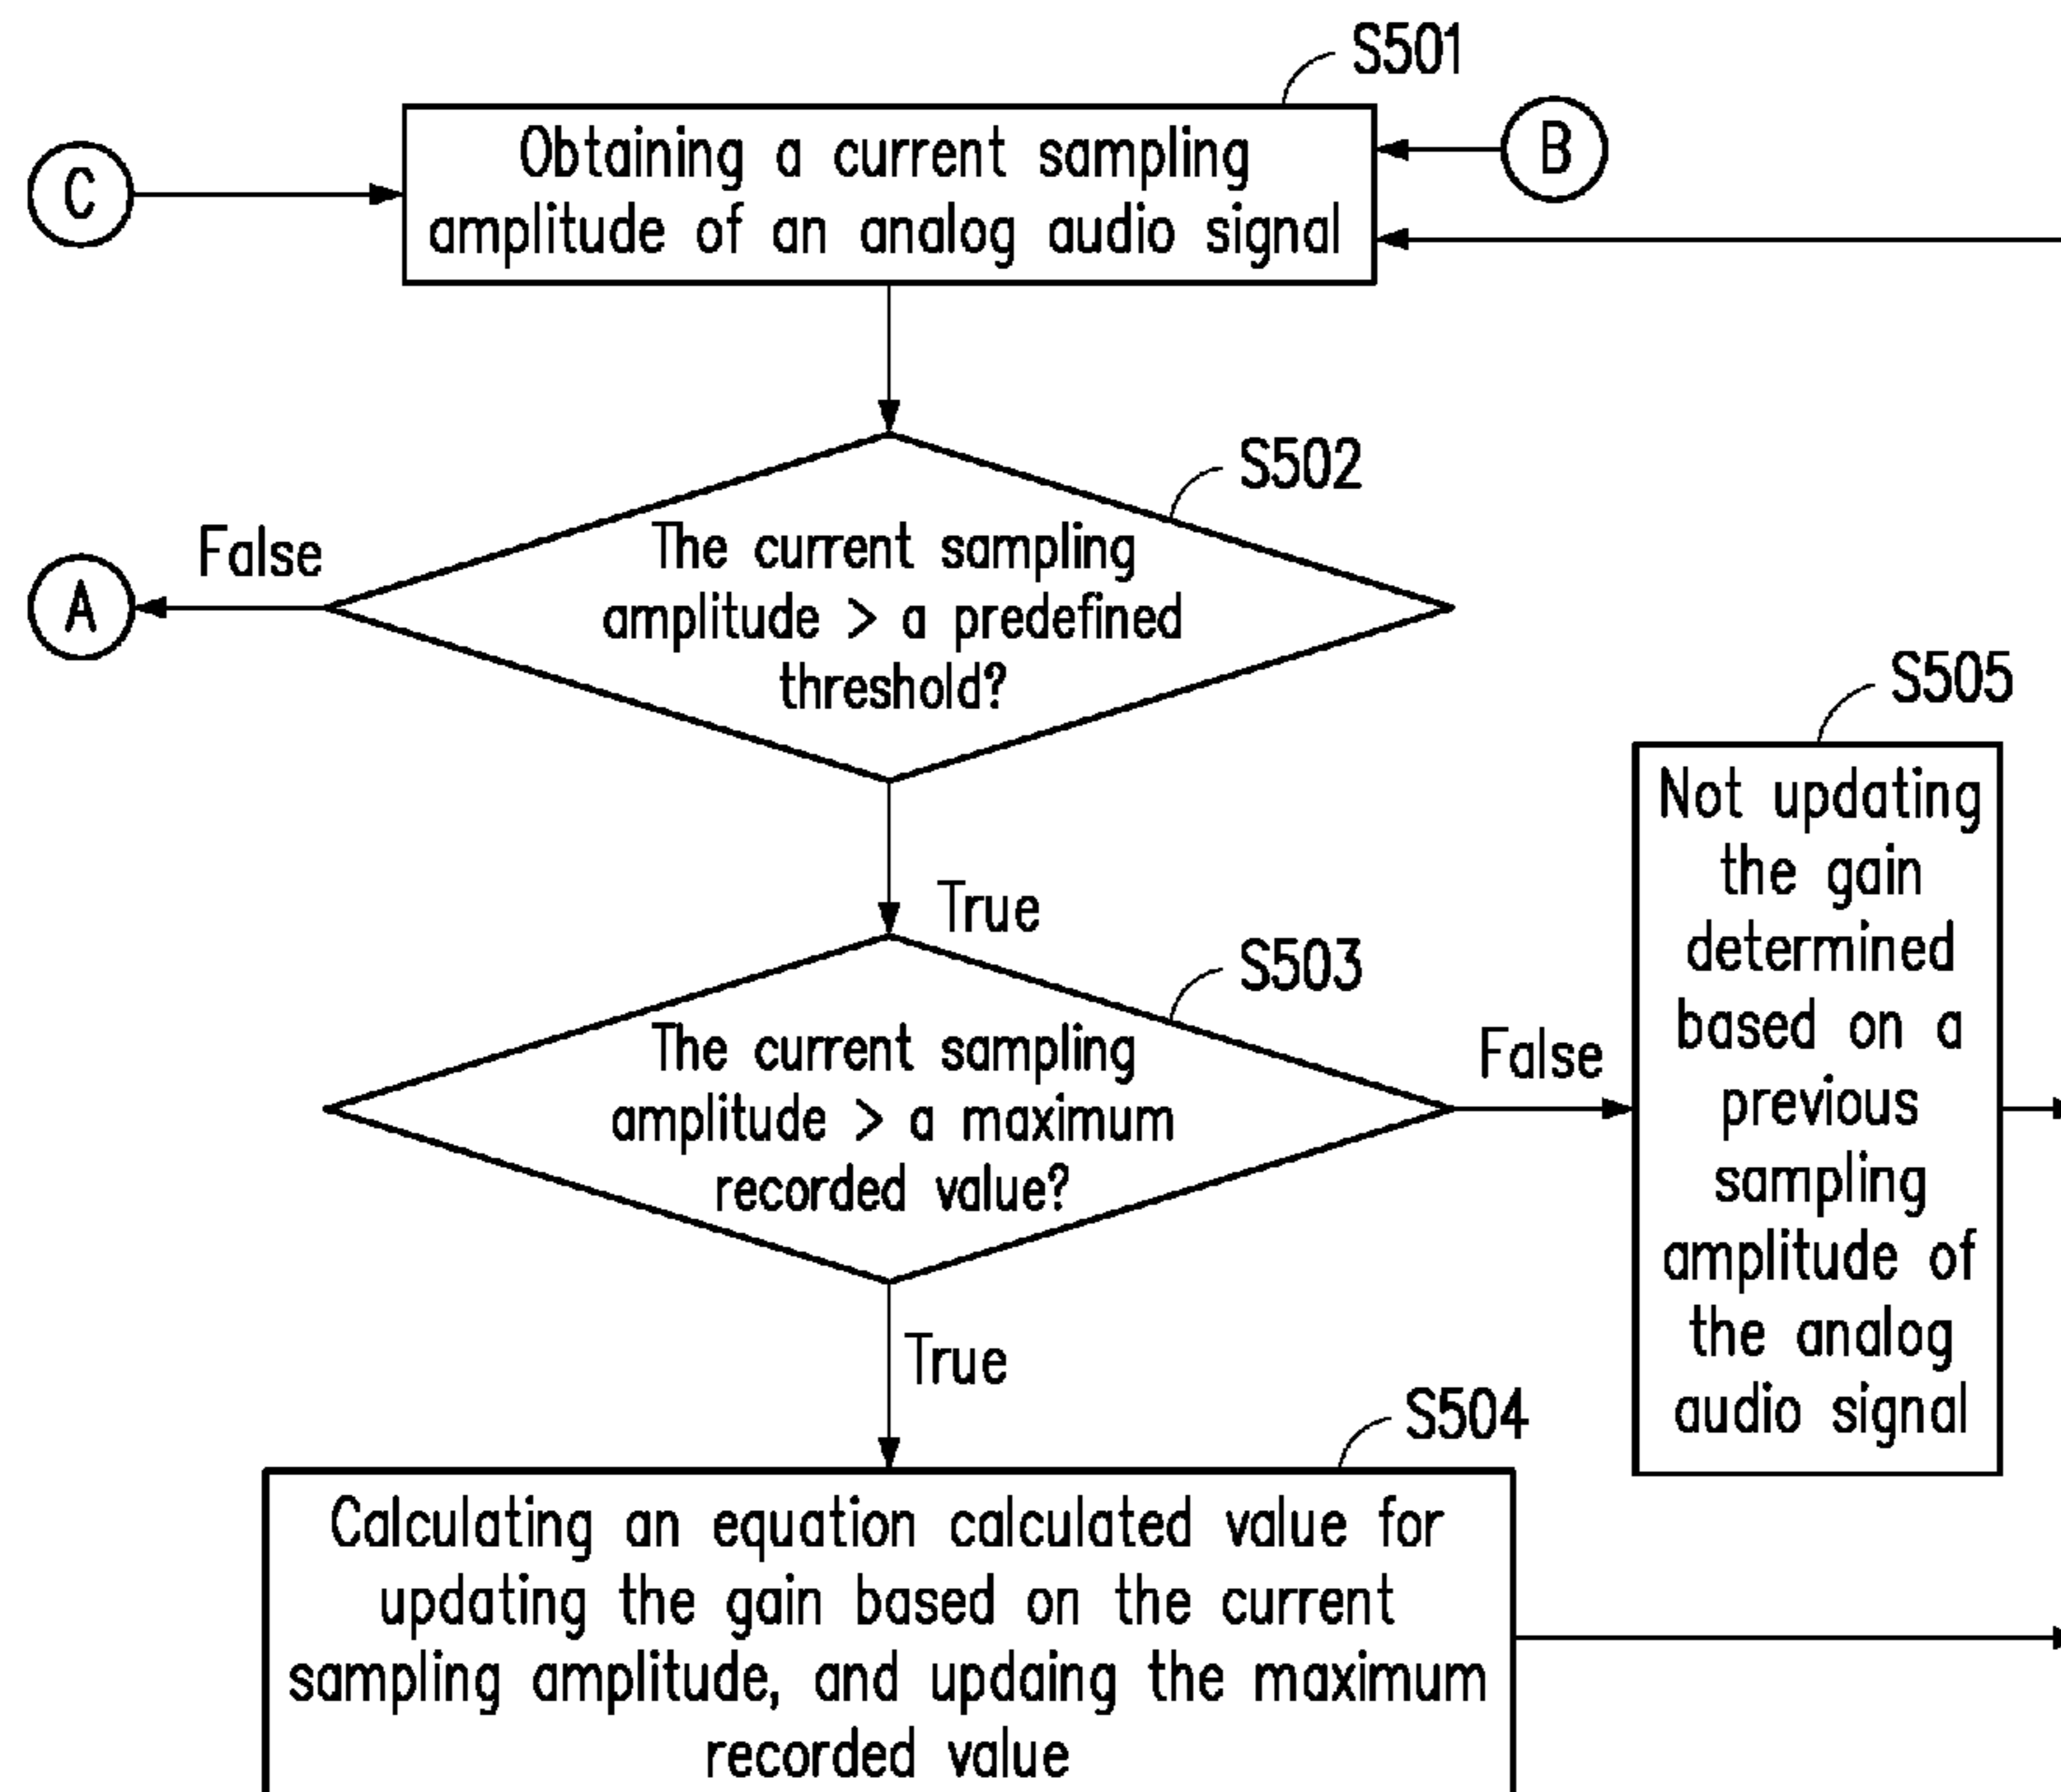 S501
C
Obtaining a current sampling
amplitude of an analog audio signal
B
S502
False
A
The current sampling
amplitude > a predefined
threshold?
True
S503
The current sampling
amplitude > a maximum
recorded value?
False
S505
Not updating
the gain
determined
based on a
previous
sampling
amplitude of
the analog
audio signal
True
S504
Calculating an equation calculated value for
updating the gain based on the current
sampling amplitude, and updaing the maximum
recorded value